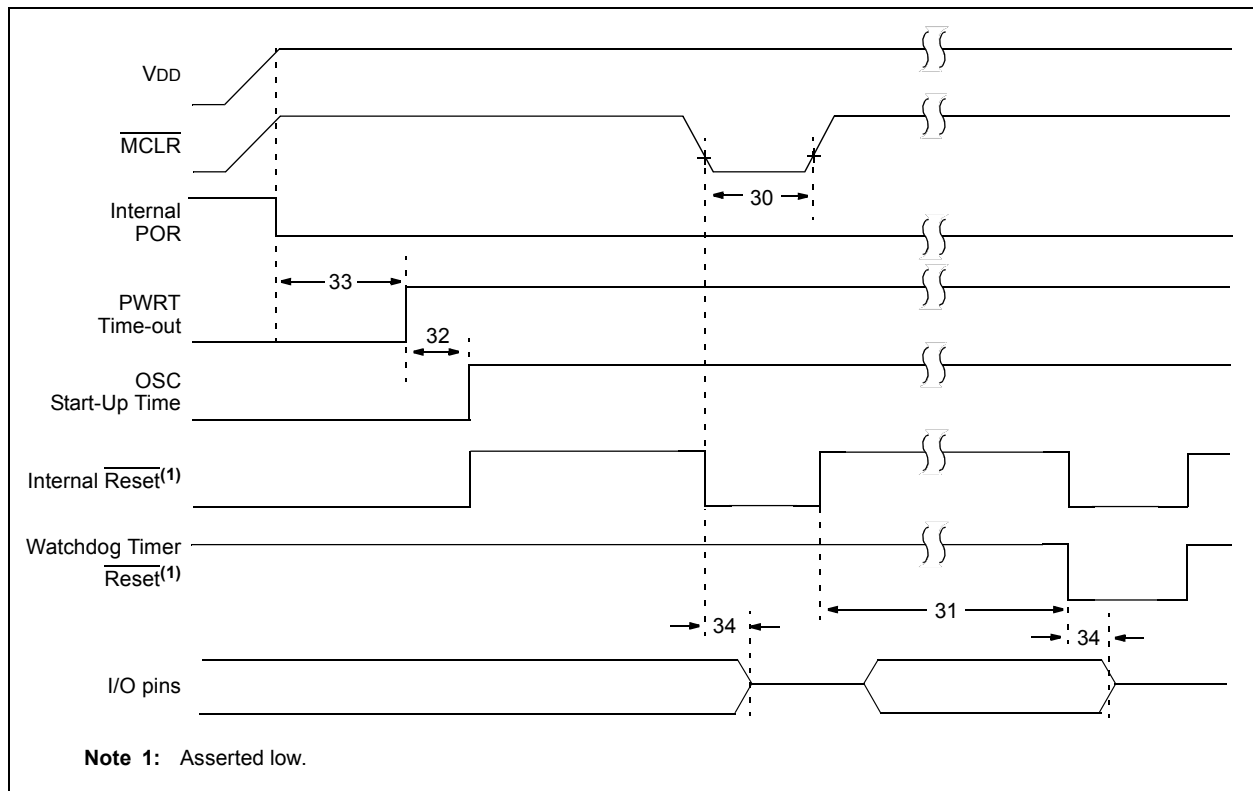 VDD
MCLR
30
Internal
POR
33
PWRT
Time-out
32
OSC
Start-Up Time
Internal Reset(1)
Watchdog Timer
Reset(1)
31
34
34
I/O pins
Note 1: Asserted low.